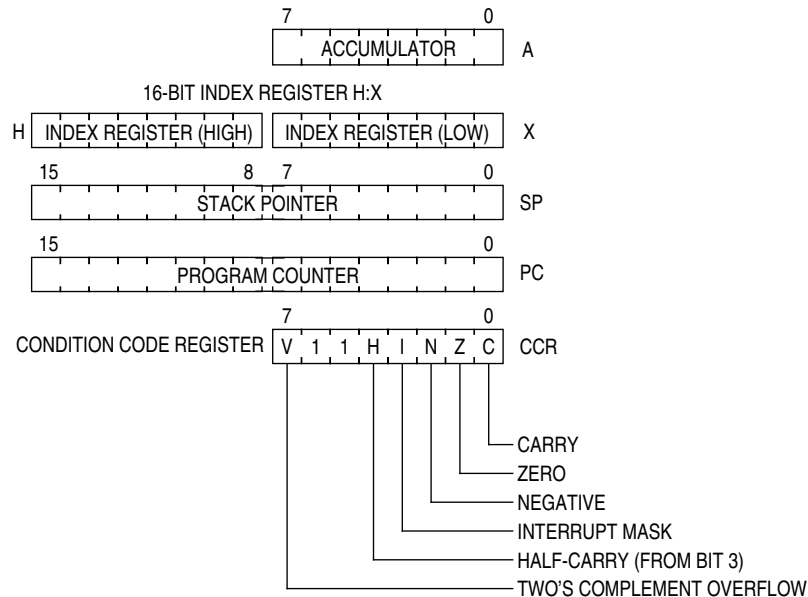 7 0
ACCUMULATOR A
16-BIT INDEX REGISTER H:X
H INDEX REGISTER (HIGH) INDEX REGISTER (LOW) X
15 8 7 0
STACK POINTER SP
15 0
PROGRAM COUNTER PC
7 0
CONDITION CODE REGISTER V 1 1 H I N Z C CCR
CARRY
ZERO
NEGATIVE
INTERRUPT MASK
HALF-CARRY (FROM BIT 3)
TWO'S COMPLEMENT OVERFLOW